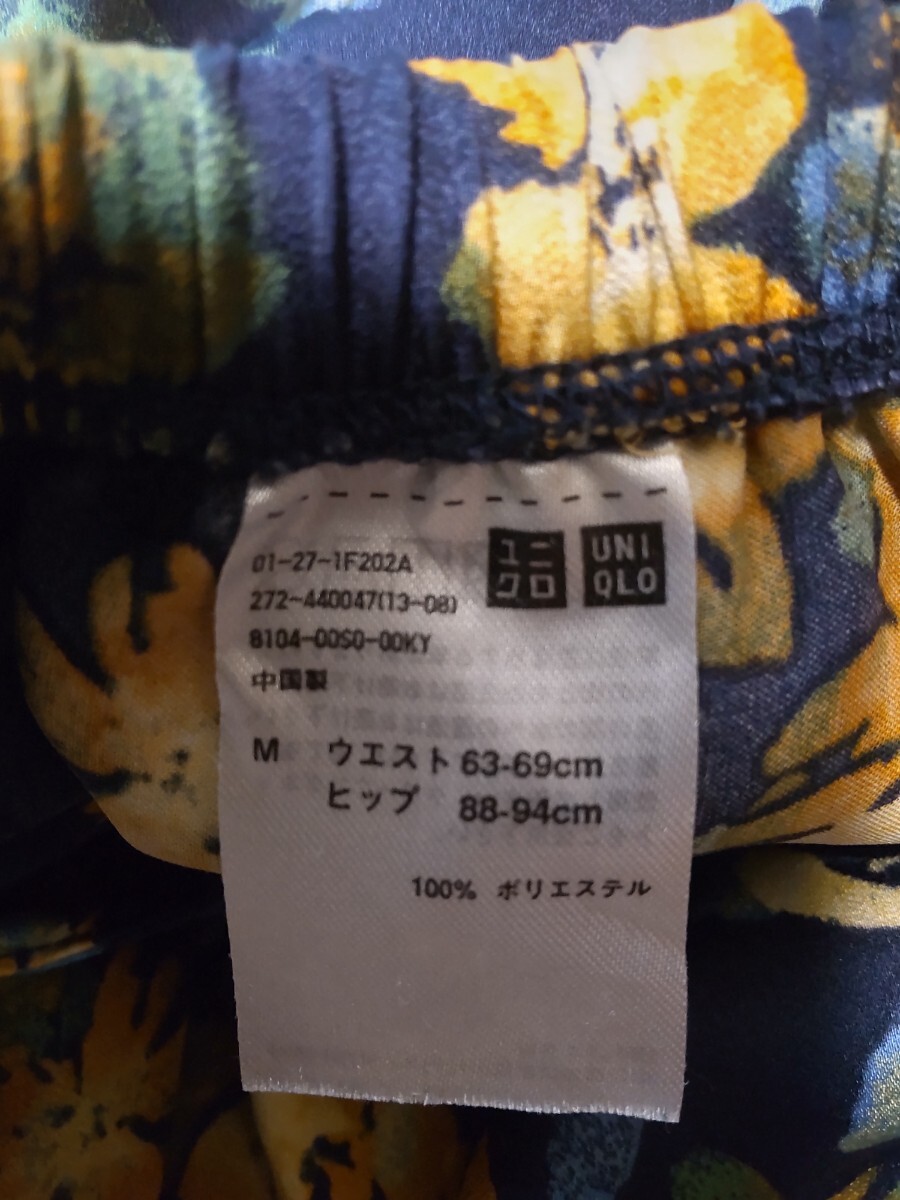 ユニ
クロ
UNI
QLO
01-27-1F202A
272-440047(13-08)
8104-00S0-00KY
中国製
M ウエスト 63-69cm
ヒップ 88-94cm
100% ポリエステル